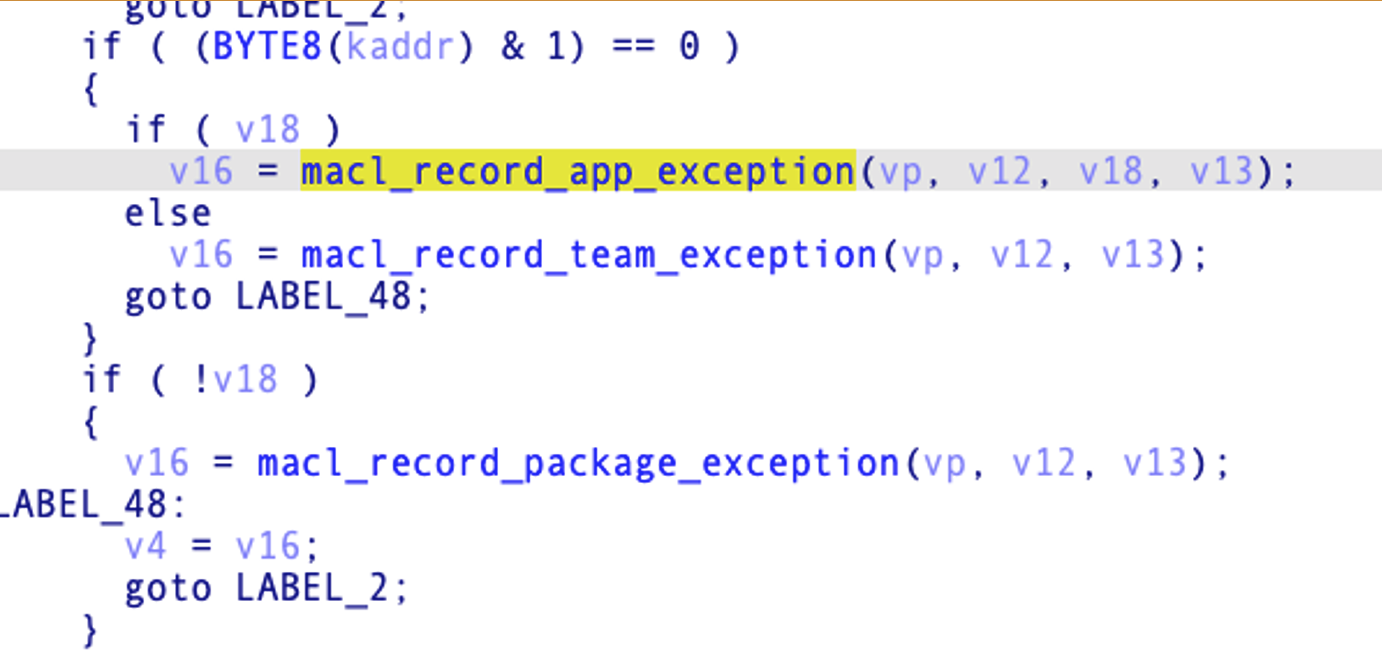 goto LABEL_2;
if ( (BYTE8(kaddr) & 1) == 0 )
{
if ( v18 )
v16 = macl_record_app_exception(vp, v12, v18, v13);
else
v16 = macl_record_team_exception(vp, v12, v13);
goto LABEL_48;
}
if ( !v18 )
{
v16 = macl_record_package_exception(vp, v12, v13);
LABEL_48:
v4 = v16;
goto LABEL_2;
}